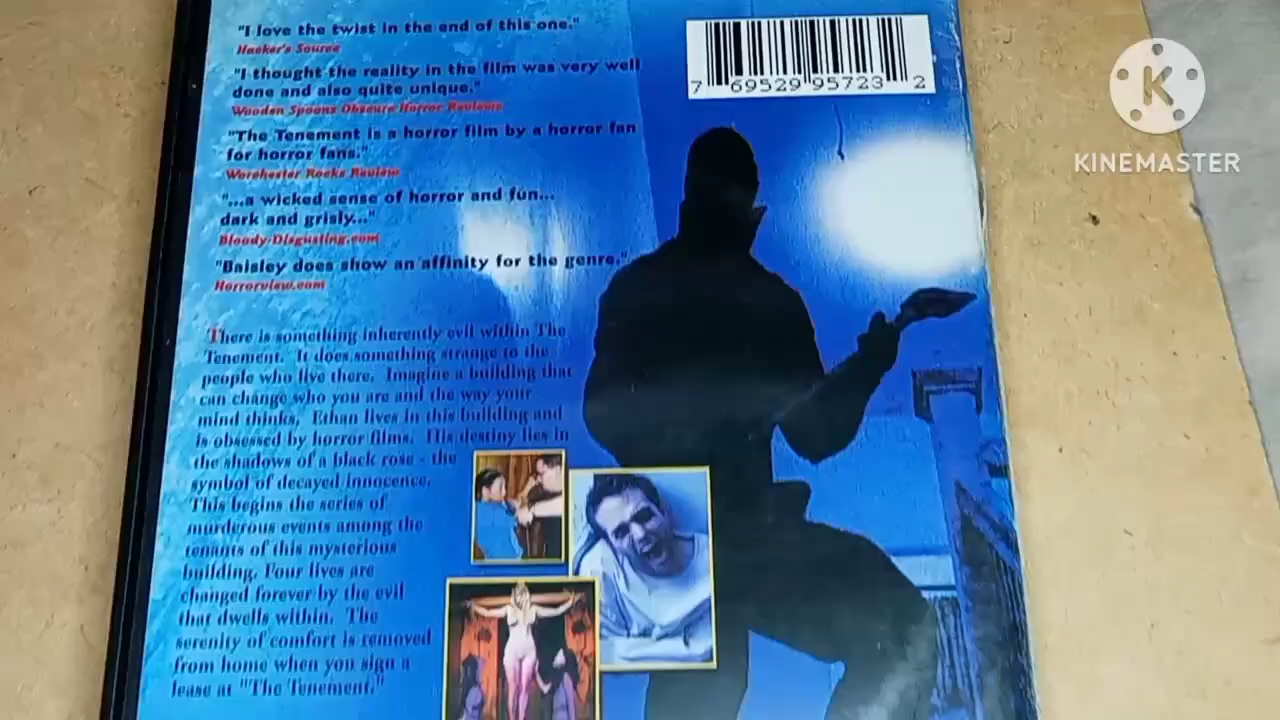 "I love the twist in the end of this one."
Hacker's Source
"I thought the reality in the film was very well
done and also quite unique."
Wooden Spoons Obscure Horror Reviews
"The Tenement is a horror film by a horror fan
for horror fans."
Worchester Rocks Review
"...a wicked sense of horror and fun...
dark and grisly..."
Bloody-Disgusting.com
"Baisley does show an affinity for the genre."
Horrorview.com
There is something inherently evil within The
Tenement. It does something strange to the
people who live there. Imagine a building that
can change who you are and the way your
mind thinks. Ethan lives in this building and
is obsessed by horror films. His destiny lies in
the shadows of a black rose - the
symbol of decayed innocence.
This begins the series of
murderous events among the
tenants of this mysterious
building. Four lives are
changed forever by the evil
that dwells within. The
serenity of comfort is removed
from home when you sign a
lease at "The Tenement."
7 69529 95723 2
K
KINEMASTER